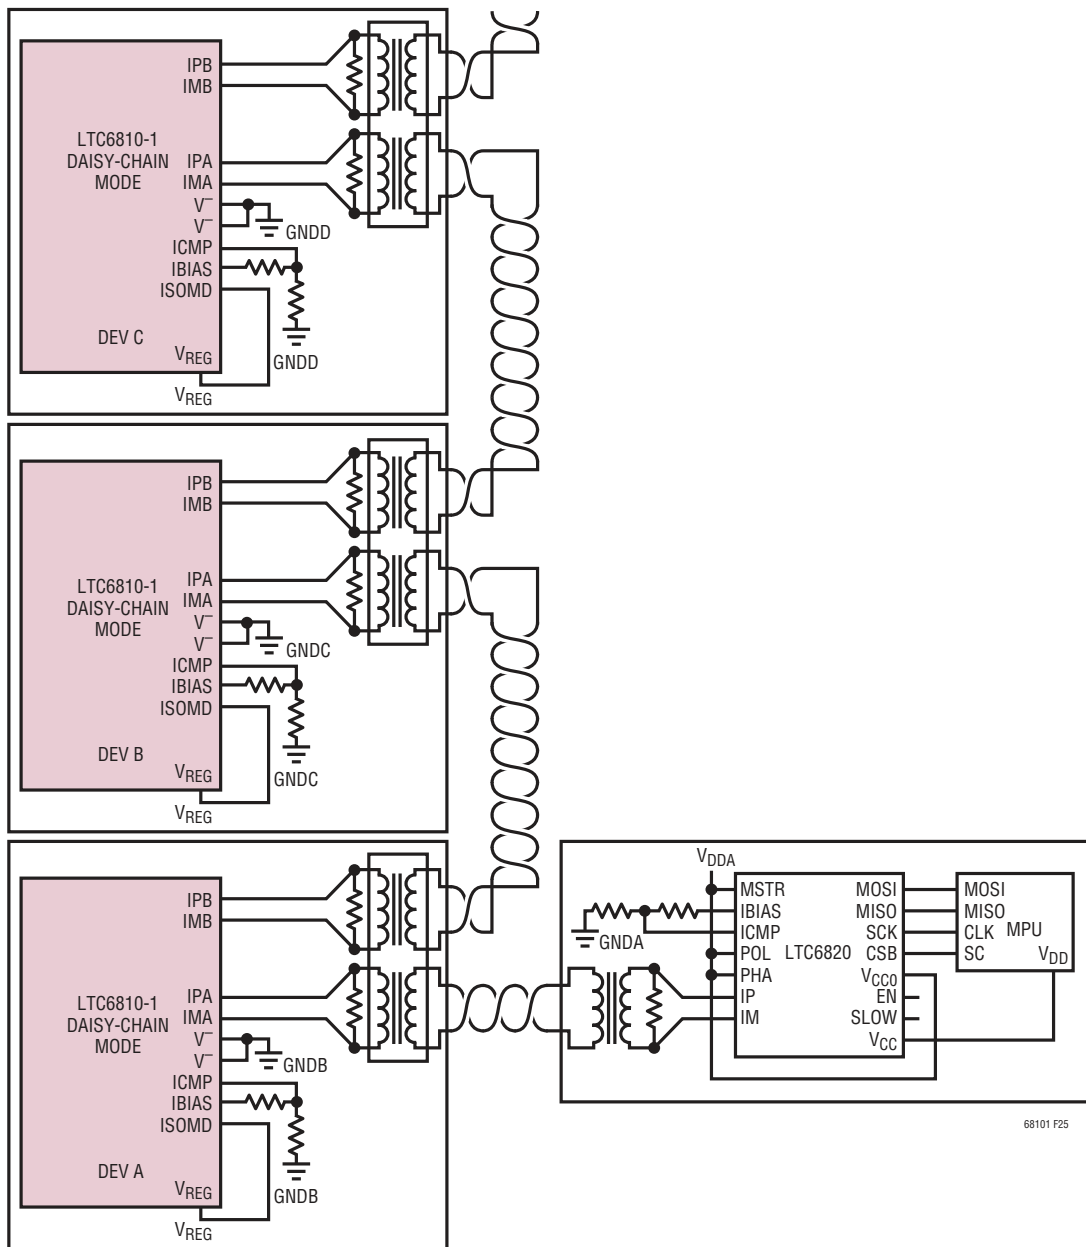 IPB
IMB
LTC6810-1
DAISY-CHAIN
MODE
IPA
IMA
V–
V–
GNDD
ICMP
IBIAS
ISOMD
DEV C
GNDD
VREG
VREG
IPB
IMB
LTC6810-1
DAISY-CHAIN
MODE
IPA
IMA
V–
V–
GNDC
ICMP
IBIAS
ISOMD
DEV B
GNDC
VREG
VREG
IPB
IMB
LTC6810-1
DAISY-CHAIN
MODE
IPA
IMA
V–
V–
GNDB
ICMP
IBIAS
ISOMD
DEV A
GNDB
VREG
VREG
VDDA
GNDA
MSTR
IBIAS
ICMP
POL
PHA
IP
IM
LTC6820
MOSI
MISO
SCK
CSB
VCC0
EN
SLOW
VCC
MOSI
MISO
CLK
SC
MPU
VDD
68101 F25